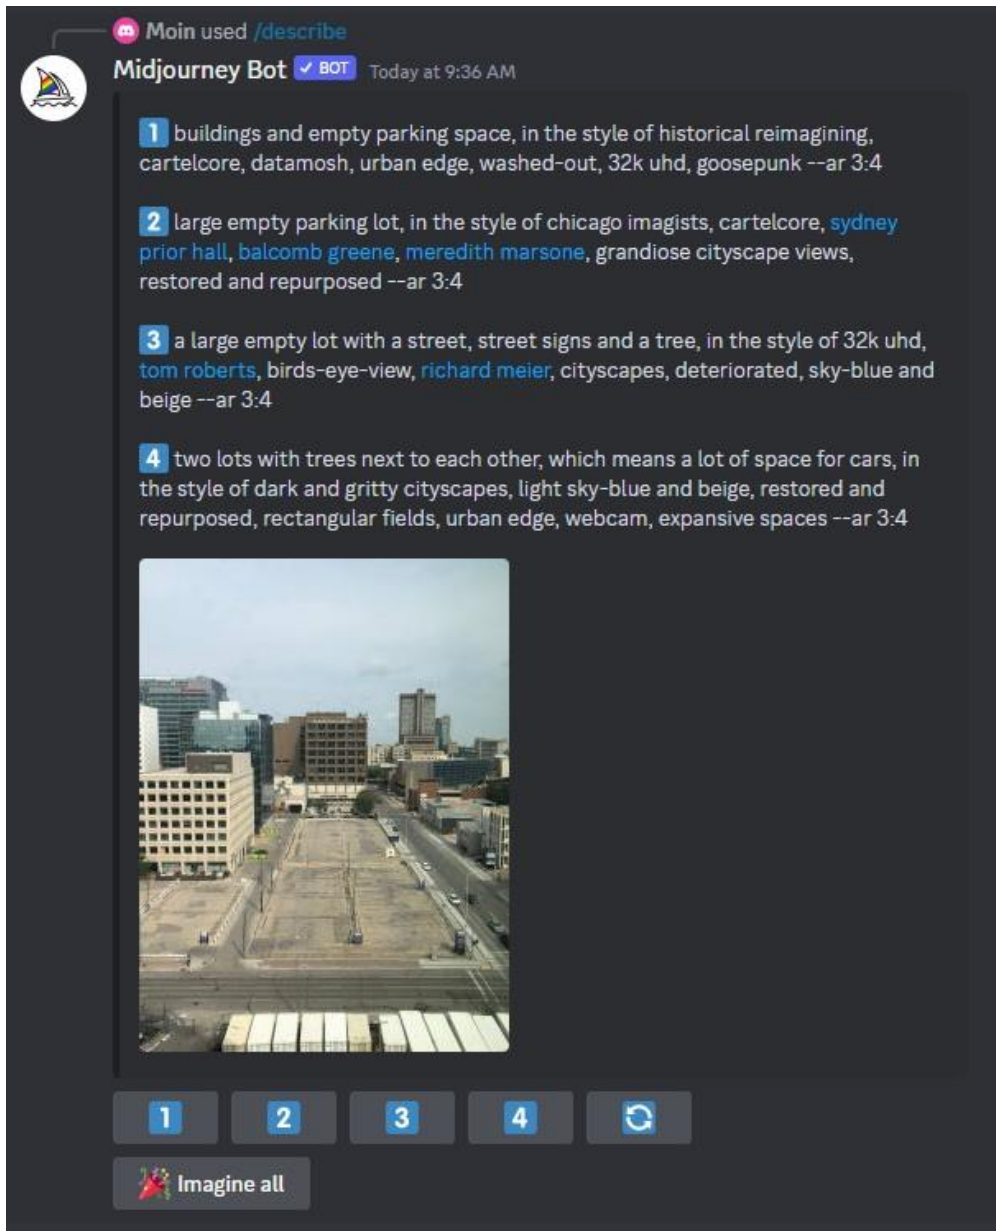 Moin used /describe
Midjourney Bot ✓ BOT Today at 9:36 AM
1 buildings and empty parking space, in the style of historical reimagining,
cartelcore, datamosh, urban edge, washed-out, 32k uhd, goosepunk --ar 3:4
2 large empty parking lot, in the style of chicago imagists, cartelcore, sydney
prior hall, balcomb greene, meredith marsone, grandiose cityscape views,
restored and repurposed --ar 3:4
3 a large empty lot with a street, street signs and a tree, in the style of 32k uhd,
tom roberts, birds-eye-view, richard meier, cityscapes, deteriorated, sky-blue and
beige --ar 3:4
4 two lots with trees next to each other, which means a lot of space for cars, in
the style of dark and gritty cityscapes, light sky-blue and beige, restored and
repurposed, rectangular fields, urban edge, webcam, expansive spaces --ar 3:4
1 2 3 4
Imagine all